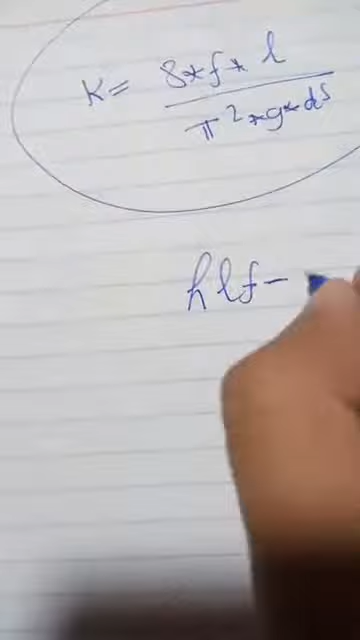 K= 8*f*l
π²*g*d⁵
hlf-